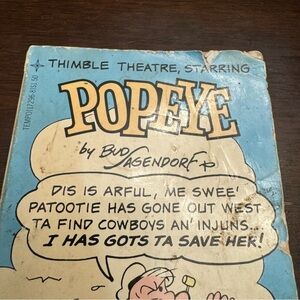 THIMBLE THEATRE, STARRING
POPEYE
by BUD SAGENDORF
DIS IS ARFUL, ME SWEE'
PATOOTIE HAS GONE OUT WEST
TA FIND COWBOYS AN' INJUNS...
I HAS GOTS TA SAVE HER!